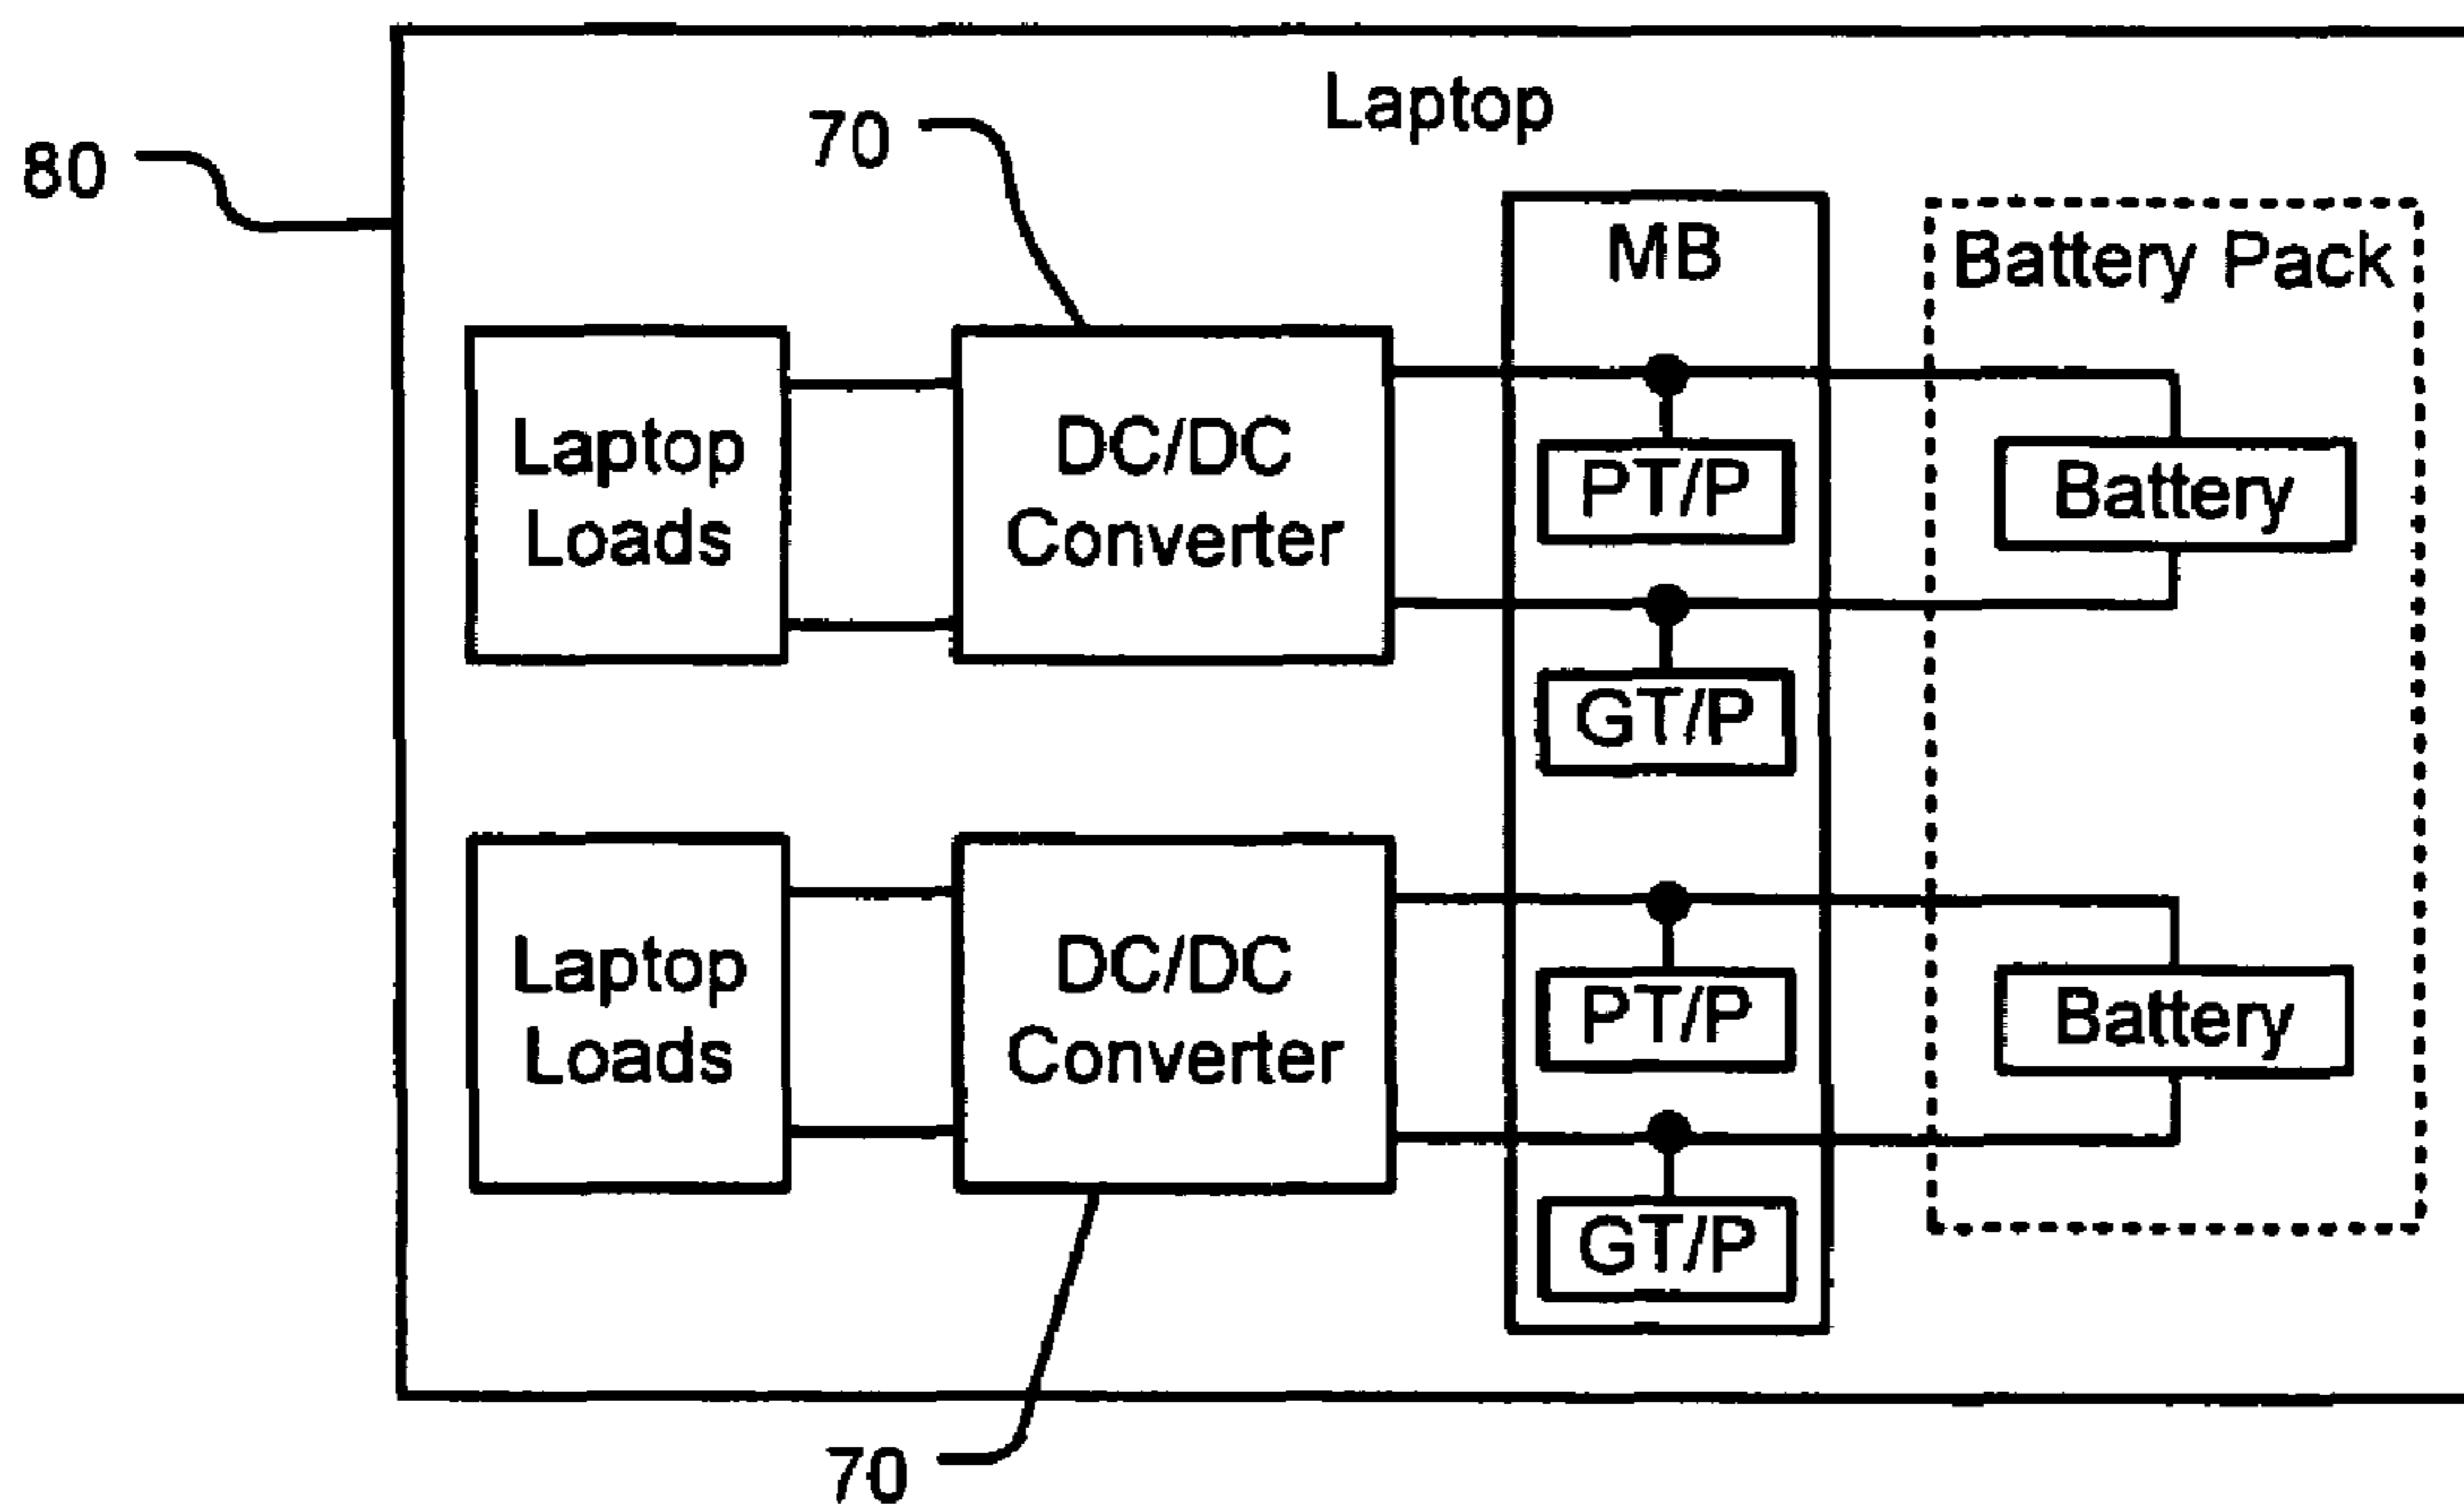 Laptop
70
80
MB
Battery Pack
Laptop
Loads
DC/DC
Converter
PT/P
Battery
GT/P
Laptop
Loads
DC/DC
Converter
PT/P
Battery
GT/P
70